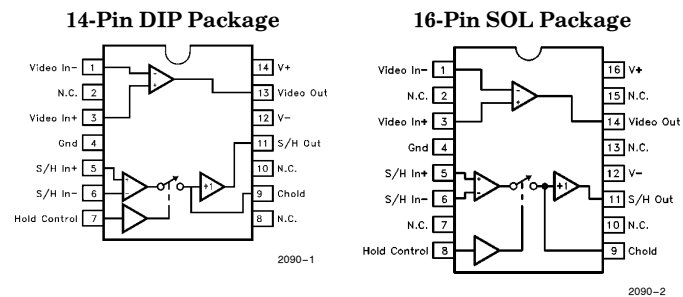 14-Pin DIP Package
Video In- 1
N.C. 2
Video In+ 3
Gnd 4
S/H In+ 5
S/H In- 6
Hold Control 7
14 V+
13 Video Out
12 V-
11 S/H Out
10 N.C.
9 Chold
8 N.C.
- +
+ -
+1
2090-1
16-Pin SOL Package
Video In- 1
N.C. 2
Video In+ 3
Gnd 4
S/H In+ 5
S/H In- 6
N.C. 7
Hold Control 8
16 V+
15 N.C.
14 Video Out
13 N.C.
12 V-
11 S/H Out
10 N.C.
9 Chold
- +
+ -
+1
2090-2